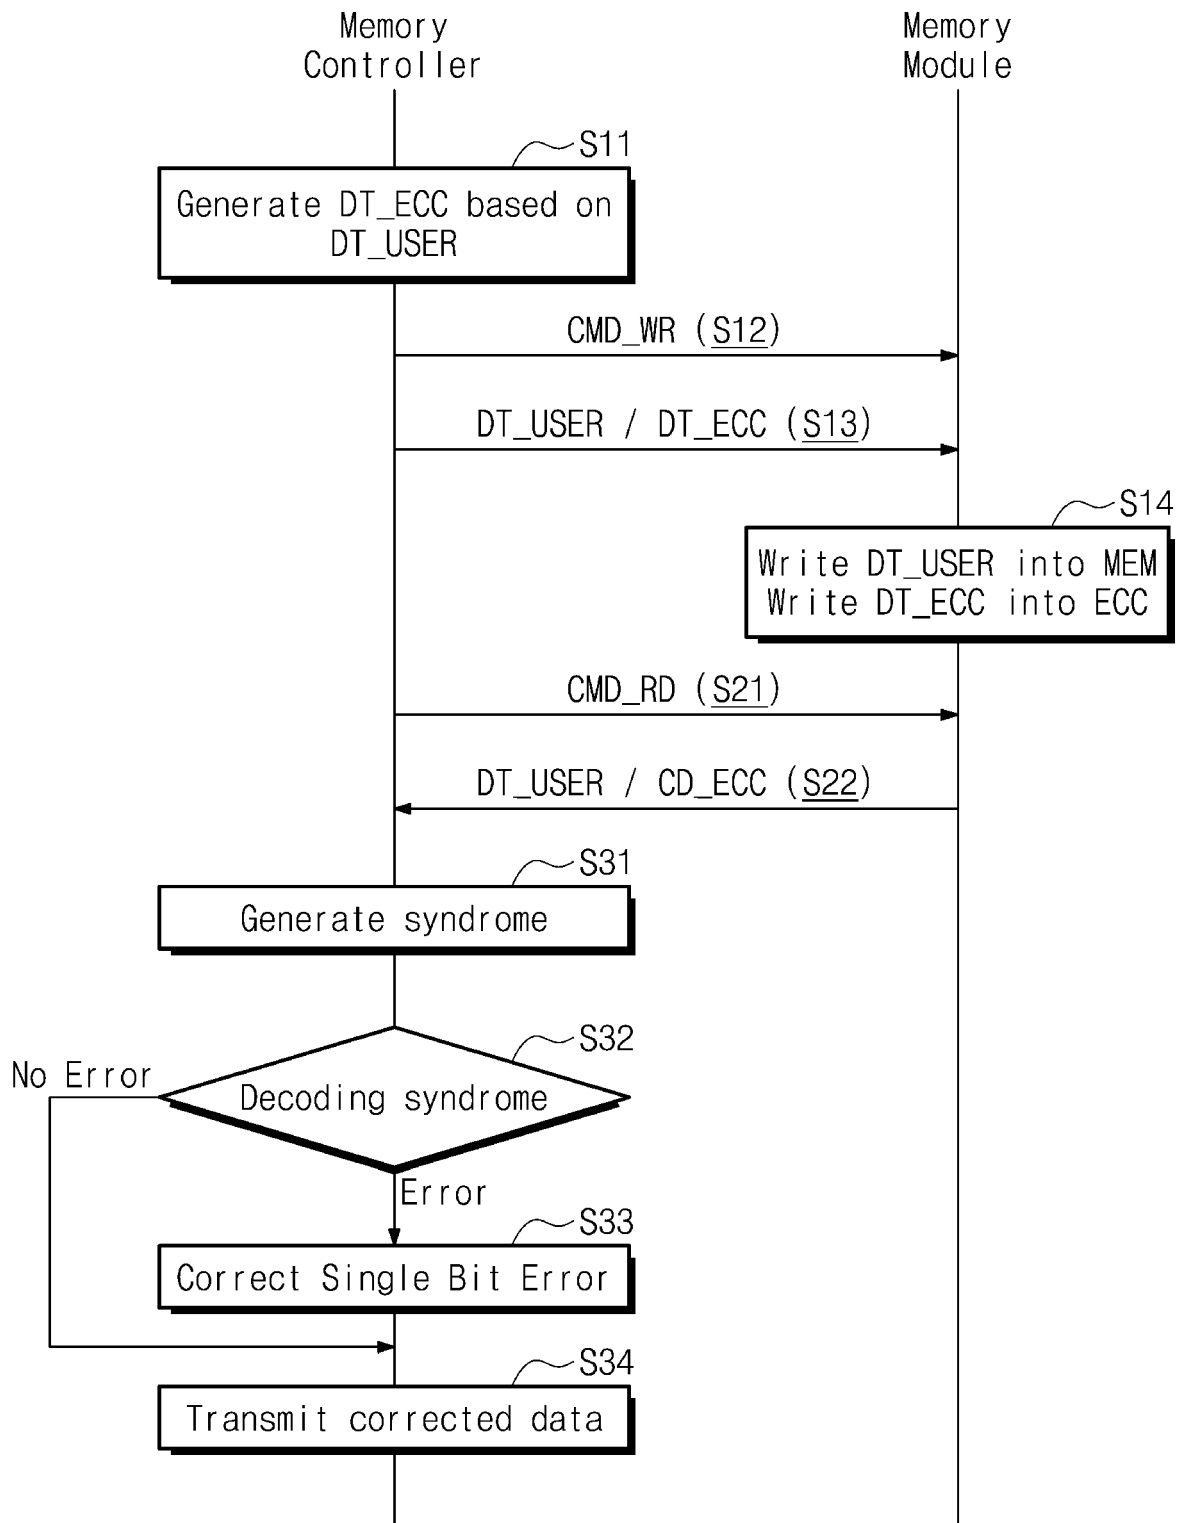 Memory
Controller
Memory
Module
S11
Generate DT_ECC based on
DT_USER
CMD_WR (S12)
DT_USER / DT_ECC (S13)
S14
Write DT_USER into MEM
Write DT_ECC into ECC
CMD_RD (S21)
DT_USER / CD_ECC (S22)
S31
Generate syndrome
S32
No Error
Decoding syndrome
Error
S33
Correct Single Bit Error
S34
Transmit corrected data